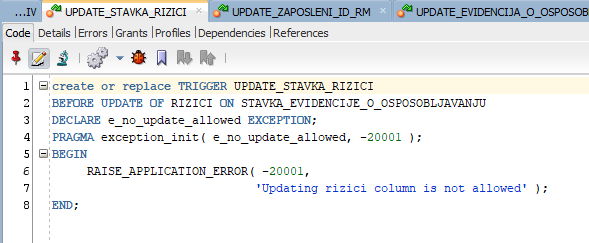 ...IV UPDATE_STAVKA_RIZICI UPDATE_ZAPOSLENI_ID_RM UPDATE_EVIDENCIJA_O_OSPOSOB
Code Details Errors Grants Profiles Dependencies References
1 create or replace TRIGGER UPDATE_STAVKA_RIZICI
2 BEFORE UPDATE OF RIZICI ON STAVKA_EVIDENCIJE_O_OSPOSOBLJAVANJU
3 DECLARE e_no_update_allowed EXCEPTION;
4 PRAGMA exception_init( e_no_update_allowed, -20001 );
5 BEGIN
6 RAISE_APPLICATION_ERROR( -20001,
7 'Updating rizici column is not allowed' );
8 END;